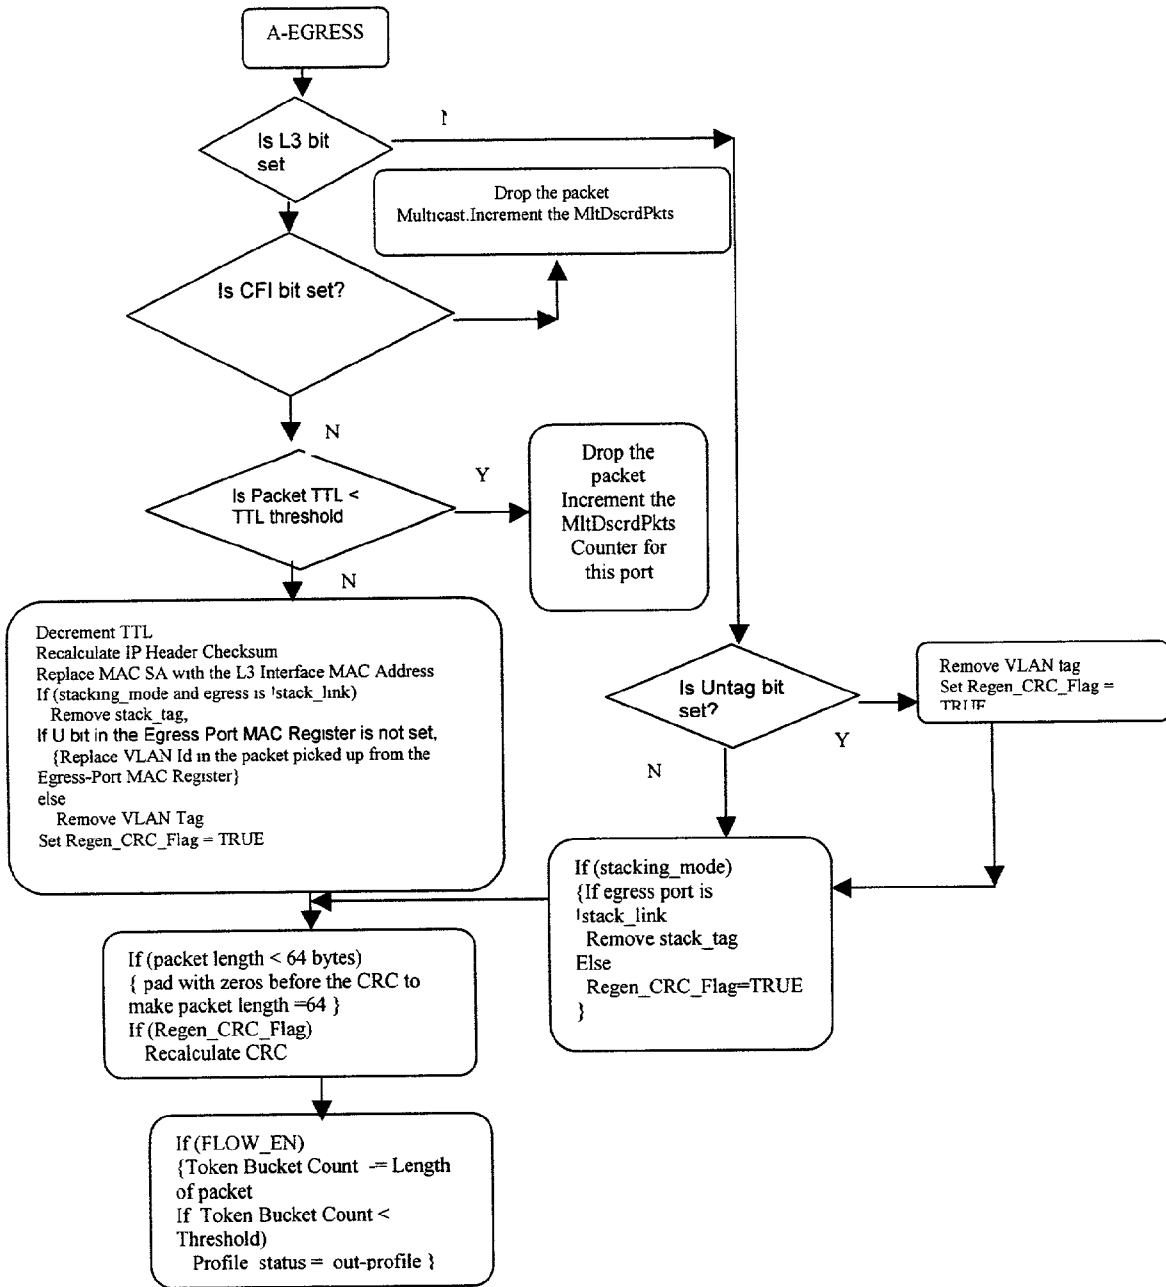 A-EGRESS
Is L3 bit
set
Drop the packet
Multicast.Increment the MltDscrdPkts
Is CFI bit set?
N
Is Packet TTL <
TTL threshold
Y
Drop the
packet
Increment the
MltDscrdPkts
Counter for
this port
N
Decrement TTL
Recalculate IP Header Checksum
Replace MAC SA with the L3 Interface MAC Address
If (stacking_mode and egress is !stack_link)
Remove stack_tag,
If U bit in the Egress Port MAC Register is not set,
{Replace VLAN Id in the packet picked up from the
Egress-Port MAC Register}
else
Remove VLAN Tag
Set Regen_CRC_Flag = TRUE
Is Untag bit
set?
Y
Remove VLAN tag
Set Regen_CRC_Flag =
TRUE
N
If (stacking_mode)
{If egress port is
!stack_link
Remove stack_tag
Else
Regen_CRC_Flag=TRUE
}
If (packet length < 64 bytes)
{ pad with zeros before the CRC to
make packet length =64 }
If (Regen_CRC_Flag)
Recalculate CRC
If (FLOW_EN)
{Token Bucket Count -= Length
of packet
If Token Bucket Count <
Threshold)
Profile status = out-profile }